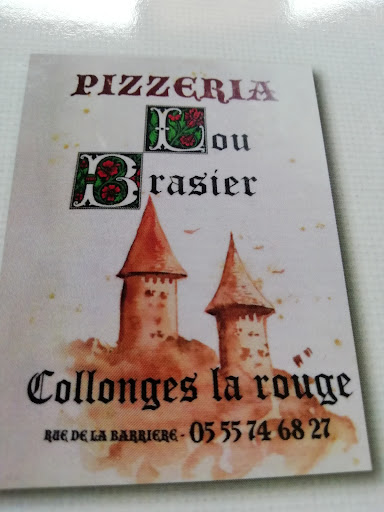 PIZZERIA
Lou
Brasier
Collonges la rouge
RUE DE LA BARRIERE - 05 55 74 68 27